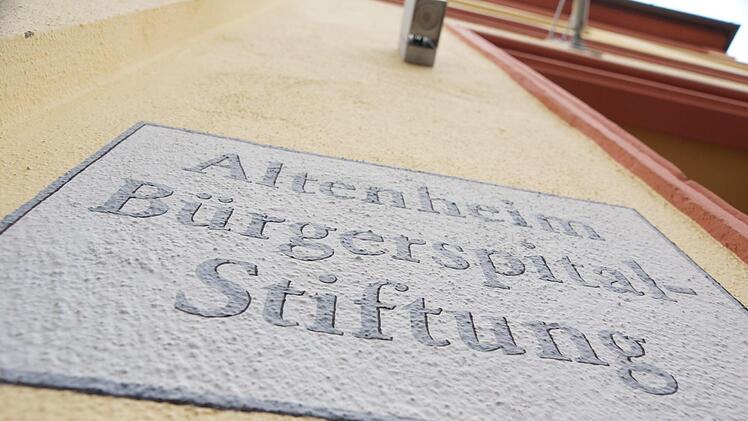 Altenheim
Bürgerspital-
Stiftung